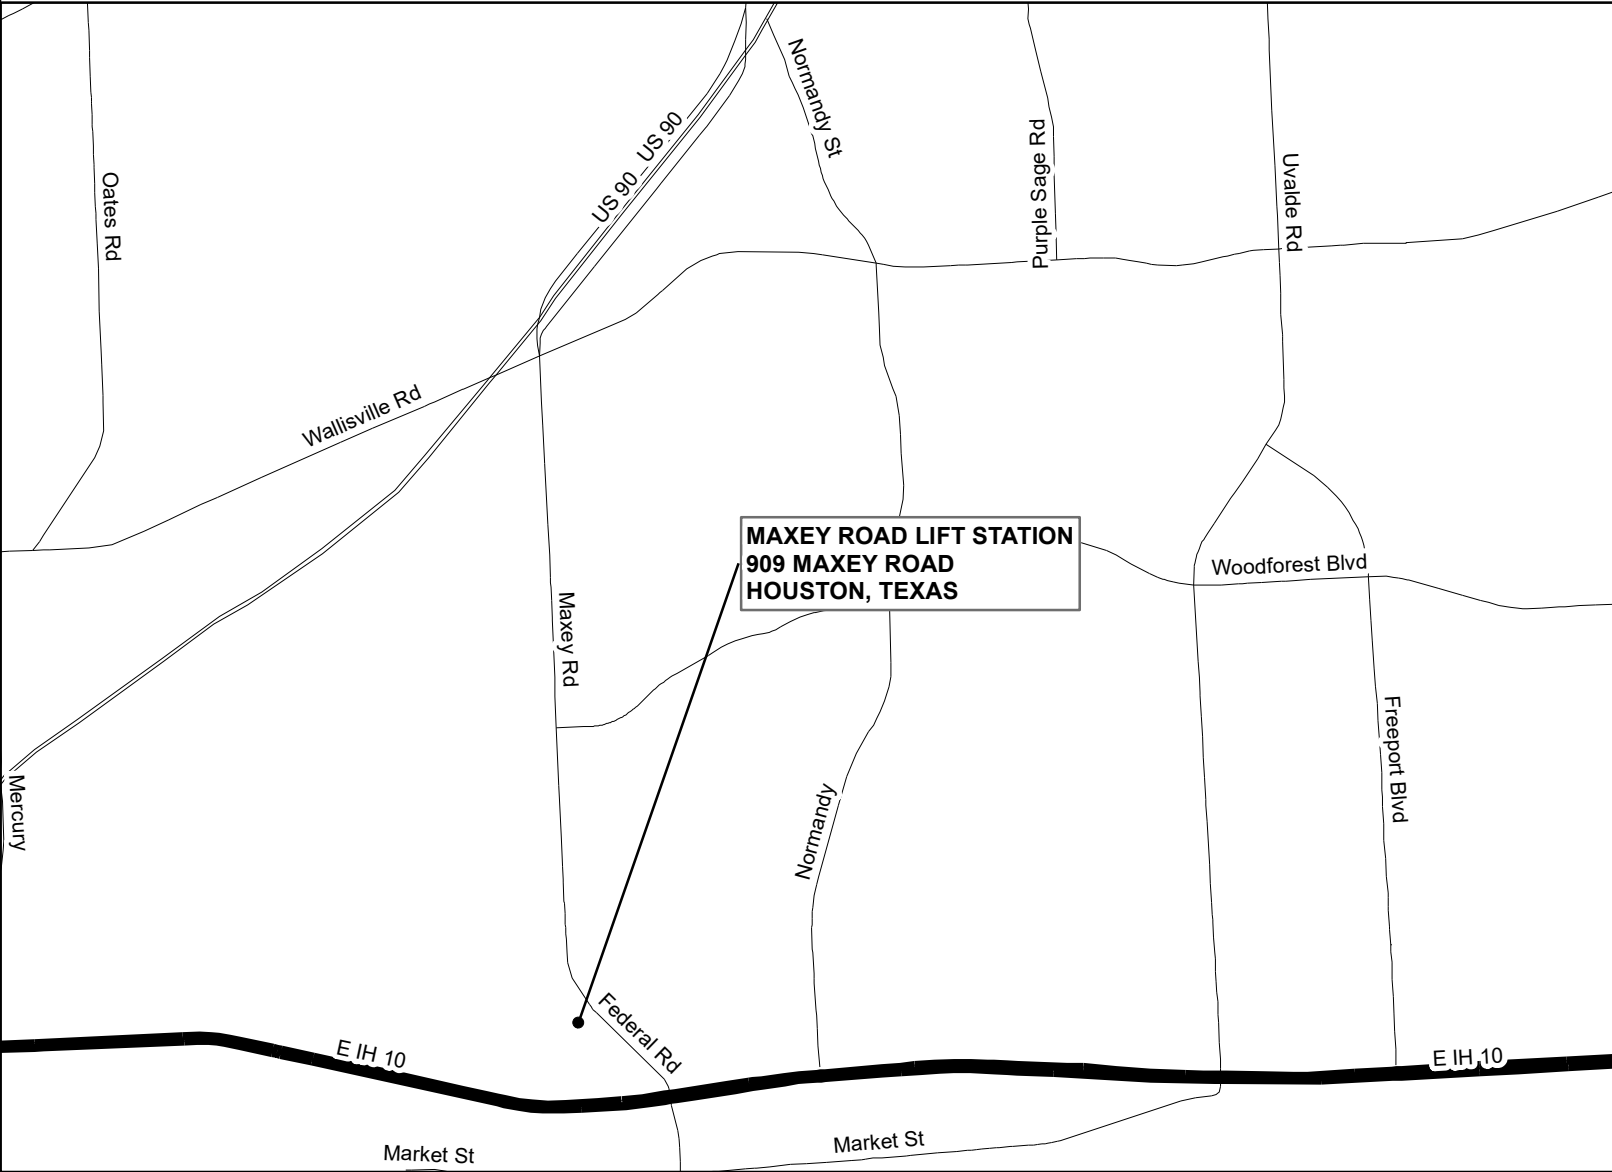 Normandy St
US 90
US 90
Purple Sage Rd
Uvalde Rd
Oates Rd
Wallisville Rd
MAXEY ROAD LIFT STATION
909 MAXEY ROAD
HOUSTON, TEXAS
Woodforest Blvd
Maxey Rd
Freeport Blvd
Mercury
Normandy
Federal Rd
E IH 10
E IH 10
Market St
Market St